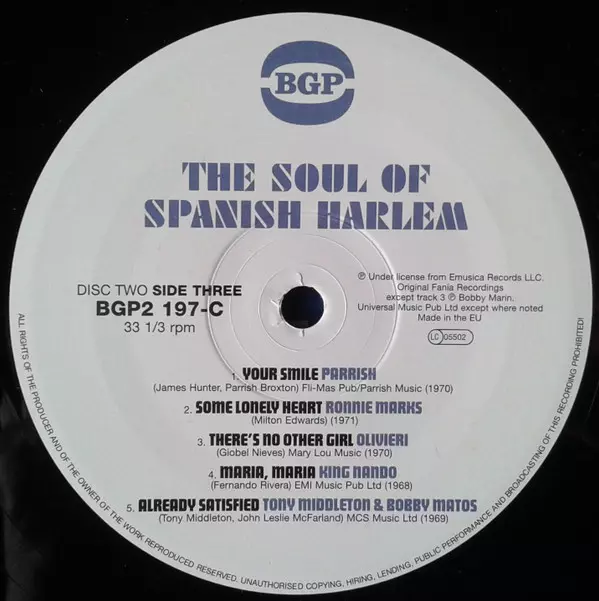 BGP
THE SOUL OF
SPANISH HARLEM
DISC TWO SIDE THREE
BGP2 197-C
33 1/3 rpm
℗ Under license from Emusica Records LLC.
Original Fania Recordings
except track 3 ℗ Bobby Marin.
Universal Music Pub Ltd except where noted
Made in the EU
LC 05502
1. YOUR SMILE PARRISH
(James Hunter, Parrish Broxton) Fli-Mas Pub/Parrish Music (1970)
2. SOME LONELY HEART RONNIE MARKS
(Milton Edwards) (1971)
3. THERE'S NO OTHER GIRL OLIVIERI
(Giobel Nieves) Mary Lou Music (1970)
4. MARIA, MARIA KING NANDO
(Fernando Rivera) EMI Music Pub Ltd (1968)
5. ALREADY SATISFIED TONY MIDDLETON & BOBBY MATOS
(Tony Middleton, John Leslie McFarland) MCS Music Ltd (1969)
ALL RIGHTS OF THE PRODUCER AND OF THE OWNER OF THE WORK REPRODUCED RESERVED. UNAUTHORISED COPYING, HIRING, LENDING, PUBLIC PERFORMANCE AND BROADCASTING OF THIS RECORDING PROHIBITED!